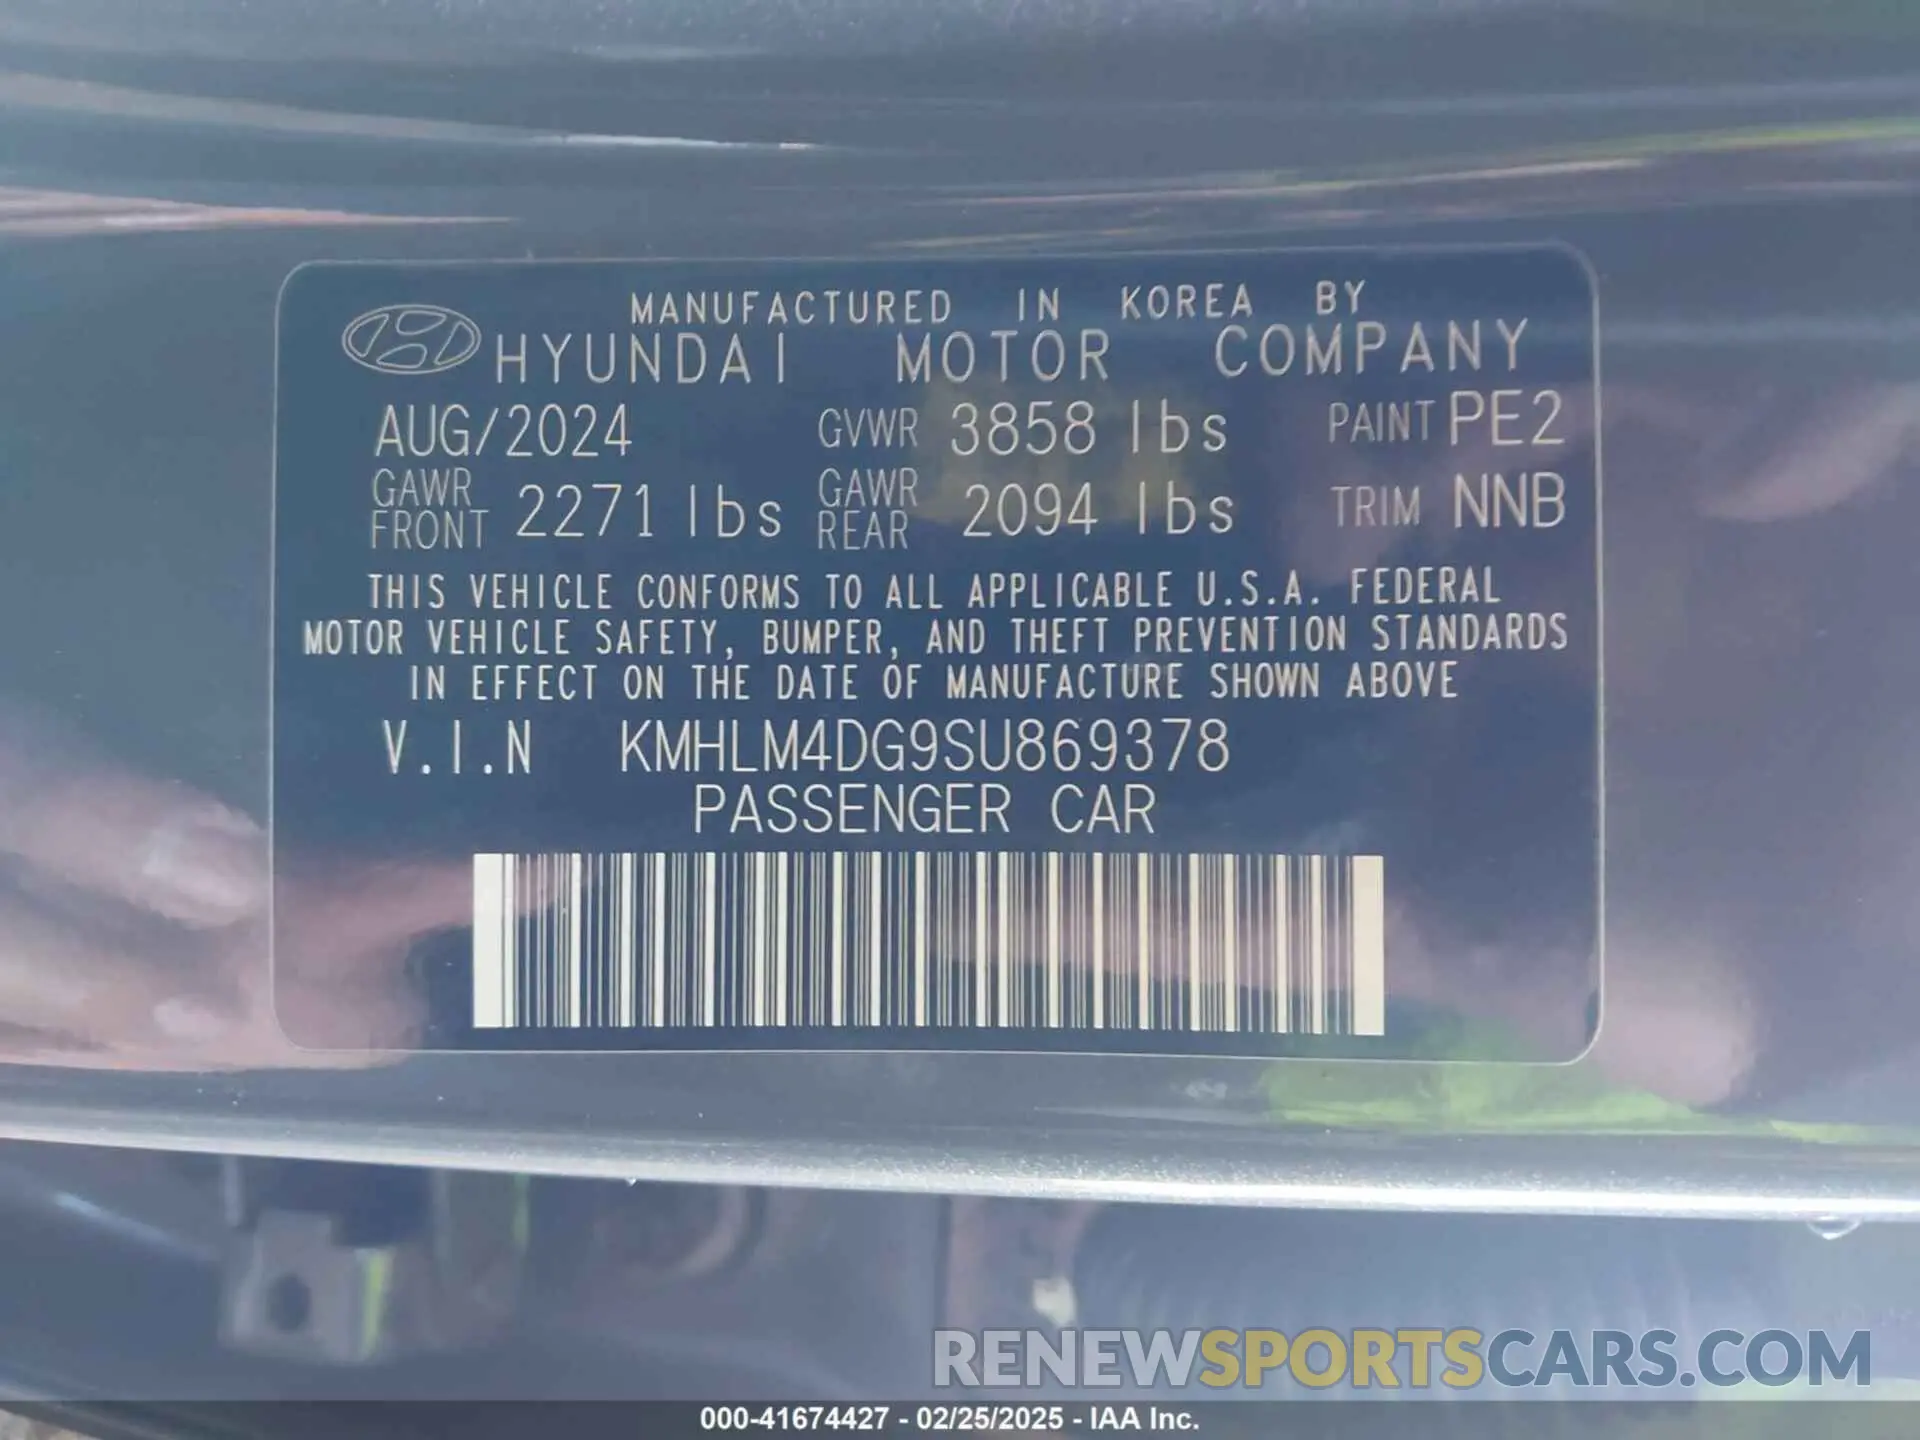 MANUFACTURED IN KOREA BY
HYUNDAI MOTOR COMPANY
AUG/2024 GVWR 3858 lbs PAINT PE2
GAWR FRONT 2271 lbs GAWR REAR 2094 lbs TRIM NNB
THIS VEHICLE CONFORMS TO ALL APPLICABLE U.S.A. FEDERAL
MOTOR VEHICLE SAFETY, BUMPER, AND THEFT PREVENTION STANDARDS
IN EFFECT ON THE DATE OF MANUFACTURE SHOWN ABOVE
V.I.N KMHLM4DG9SU869378
PASSENGER CAR
RENEWSPORTSCARS.COM
000-41674427 - 02/25/2025 - IAA Inc.